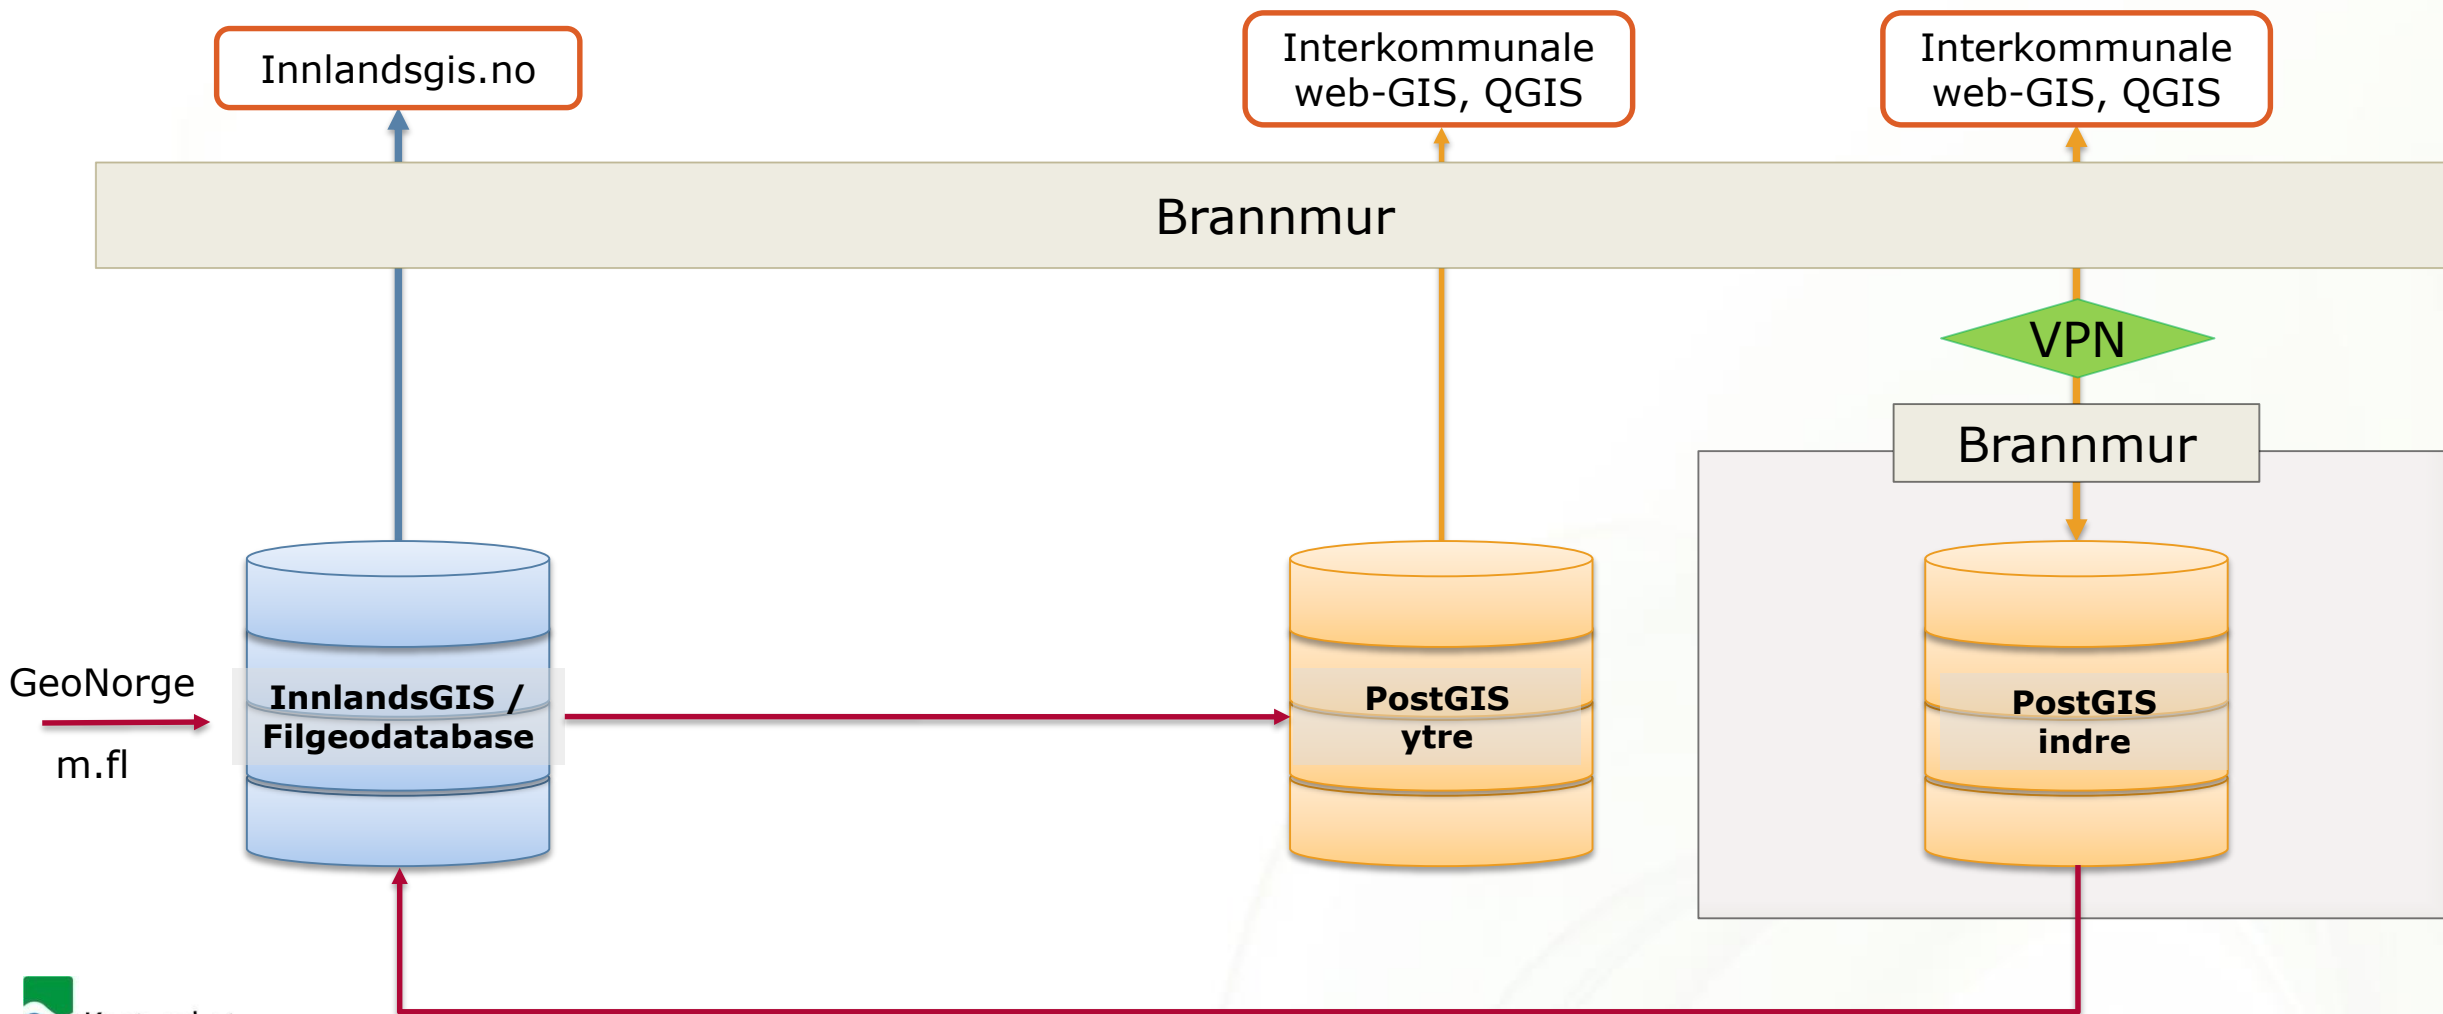 Innlandsgis.no
Interkommunale
web-GIS, QGIS
Interkommunale
web-GIS, QGIS
Brannmur
VPN
Brannmur
GeoNorge
m.fl
InnlandsGIS /
Filgeodatabase
PostGIS
ytre
PostGIS
indre